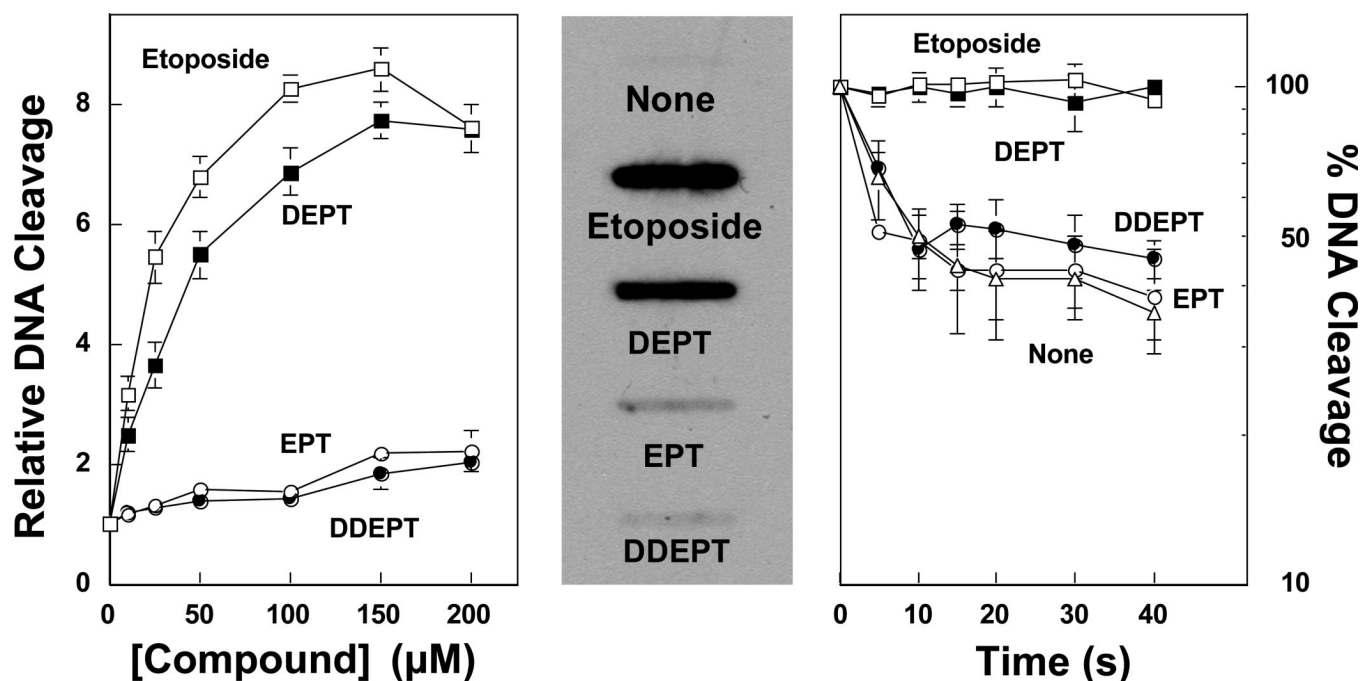 Relative DNA Cleavage
8
6
4
2
0
Etoposide
DEPT
EPT
DDEPT
0 50 100 150 200
[Compound] (µM)
None
Etoposide
DEPT
EPT
DDEPT
Etoposide
DEPT
DDEPT
EPT
None
100
50
10
% DNA Cleavage
0 10 20 30 40
Time (s)